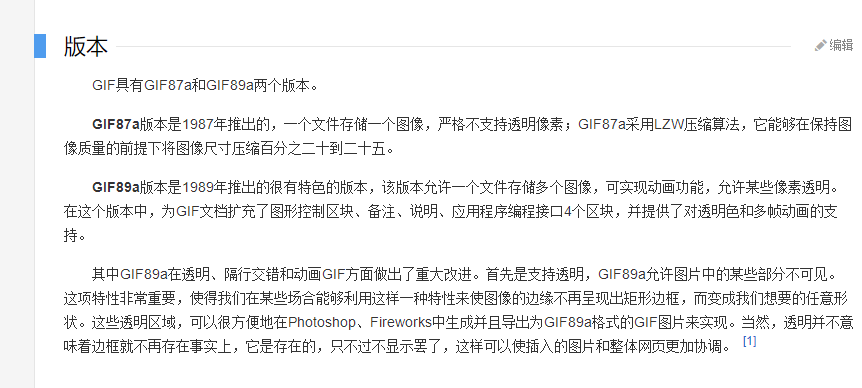 版本
编辑
GIF具有GIF87a和GIF89a两个版本。
GIF87a版本是1987年推出的，一个文件存储一个图像，严格不支持透明像素；GIF87a采用LZW压缩算法，它能够在保持图
像质量的前提下将图像尺寸压缩百分之二十到二十五。
GIF89a版本是1989年推出的很有特色的版本，该版本允许一个文件存储多个图像，可实现动画功能，允许某些像素透明。
在这个版本中，为GIF文档扩充了图形控制区块、备注、说明、应用程序编程接口4个区块，并提供了对透明色和多帧动画的支
持。
其中GIF89a在透明、隔行交错和动画GIF方面做出了重大改进。首先是支持透明，GIF89a允许图片中的某些部分不可见。
这项特性非常重要，使得我们在某些场合能够利用这样一种特性来使图像的边缘不再呈现出矩形边框，而变成我们想要的任意形
状。这些透明区域，可以很方便地在Photoshop、Fireworks中生成并且导出为GIF89a格式的GIF图片来实现。当然，透明并不意
味着边框就不再存在事实上，它是存在的，只不过不显示罢了，这样可以使插入的图片和整体网页更加协调。 [1]